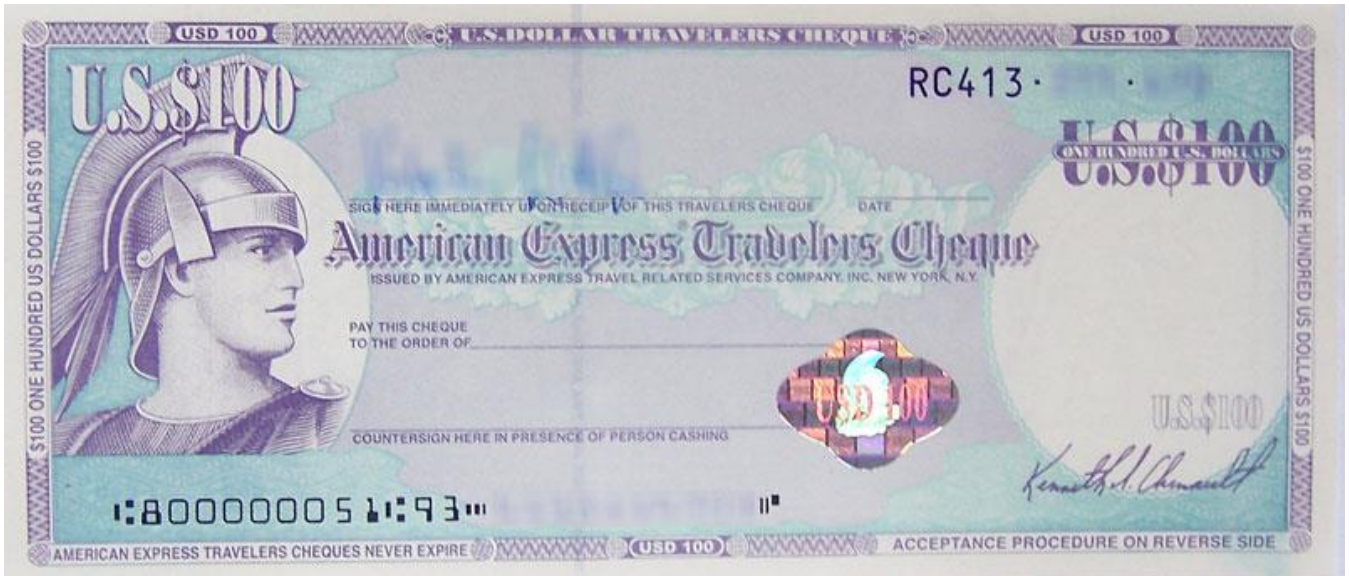 USD 100 U.S. DOLLAR TRAVELERS CHEQUE USD 100
U.S.$100
RC413· ·
U.S.$100
ONE HUNDRED U.S. DOLLARS
SIGN HERE IMMEDIATELY UPON RECEIPT OF THIS TRAVELERS CHEQUE DATE
American Express Travelers Cheque
ISSUED BY AMERICAN EXPRESS TRAVEL RELATED SERVICES COMPANY, INC. NEW YORK, N.Y.
PAY THIS CHEQUE
TO THE ORDER OF
USD 100
COUNTERSIGN HERE IN PRESENCE OF PERSON CASHING
U.S.$100
Kenneth I. Chenault
⑆800000051⑆93⑈ ⑈
AMERICAN EXPRESS TRAVELERS CHEQUES NEVER EXPIRE USD 100 ACCEPTANCE PROCEDURE ON REVERSE SIDE
$100 ONE HUNDRED US DOLLARS $100
$100 ONE HUNDRED US DOLLARS $100